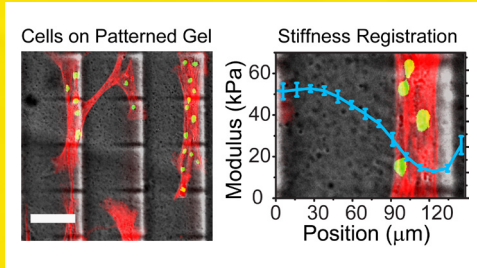 Cells on Patterned Gel
Stiffness Registration
Modulus (kPa)
60
40
20
0
0 30 60 90 120
Position (μm)